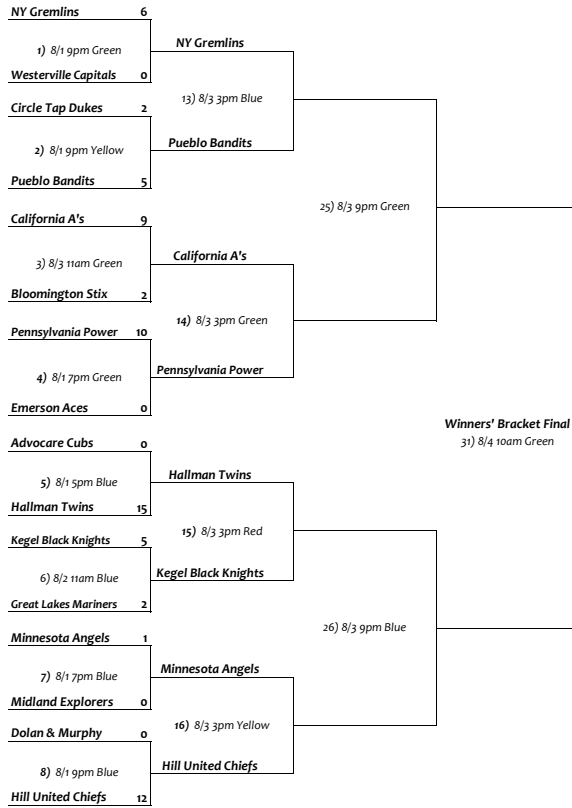 NY Gremlins 6
1) 8/1 9pm Green
Westerville Capitals 0
NY Gremlins
13) 8/3 3pm Blue
Circle Tap Dukes 2
2) 8/1 9pm Yellow
Pueblo Bandits 5
Pueblo Bandits
25) 8/3 9pm Green
California A's 9
3) 8/3 11am Green
Bloomington Stix 2
California A's
14) 8/3 3pm Green
Pennsylvania Power 10
4) 8/1 7pm Green
Emerson Aces 0
Pennsylvania Power
Winners' Bracket Final
31) 8/4 10am Green
Advocare Cubs 0
5) 8/1 5pm Blue
Hallman Twins 15
Hallman Twins
15) 8/3 3pm Red
Kegel Black Knights 5
6) 8/2 11am Blue
Great Lakes Mariners 2
Kegel Black Knights
26) 8/3 9pm Blue
Minnesota Angels 1
7) 8/1 7pm Blue
Midland Explorers 0
Minnesota Angels
16) 8/3 3pm Yellow
Dolan & Murphy 0
8) 8/1 9pm Blue
Hill United Chiefs 12
Hill United Chiefs